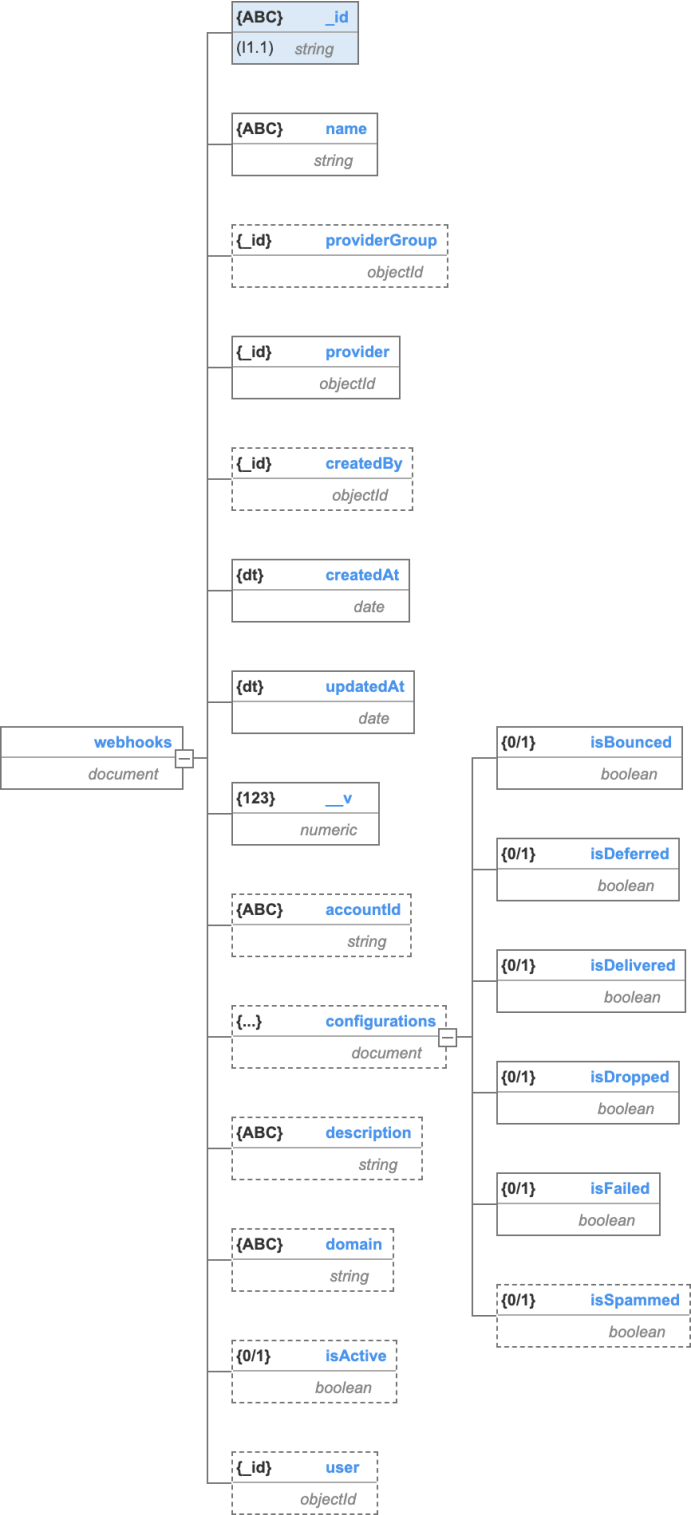 {ABC} _id
(I1.1) string
{ABC} name
string
{_id} providerGroup
objectId
{_id} provider
objectId
{_id} createdBy
objectId
{dt} createdAt
date
{dt} updatedAt
date
webhooks
document
{123} __v
numeric
{ABC} accountId
string
{...} configurations
document
{ABC} description
string
{ABC} domain
string
{0/1} isActive
boolean
{_id} user
objectId
{0/1} isBounced
boolean
{0/1} isDeferred
boolean
{0/1} isDelivered
boolean
{0/1} isDropped
boolean
{0/1} isFailed
boolean
{0/1} isSpammed
boolean